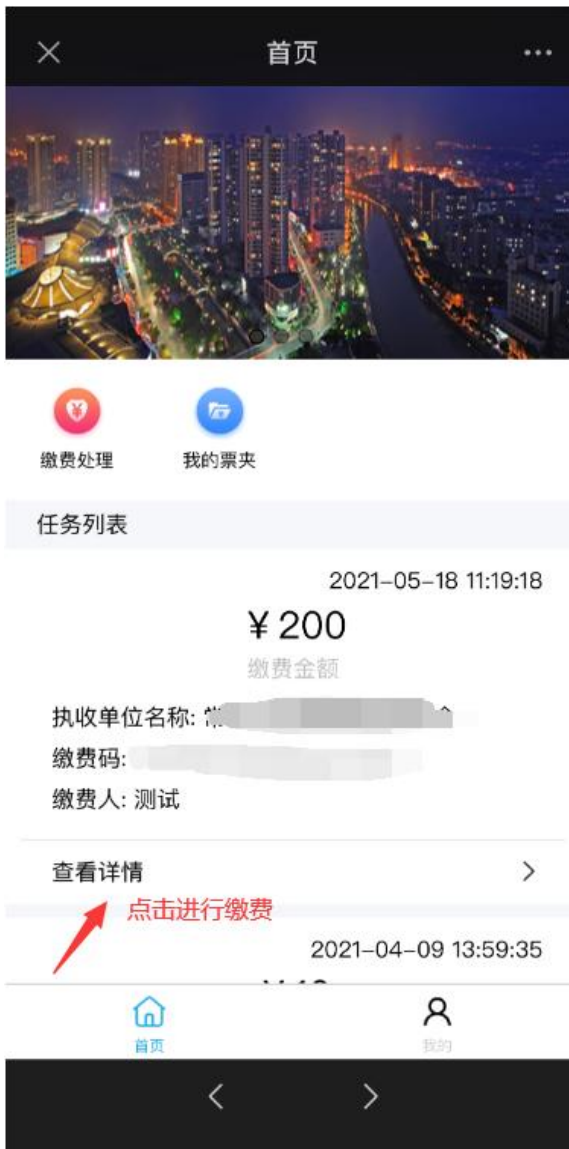 首页
缴费处理
我的票夹
任务列表
2021-05-18 11:19:18
¥ 200
缴费金额
执收单位名称:
缴费码:
缴费人: 测试
查看详情
点击进行缴费
2021-04-09 13:59:35
首页
我的